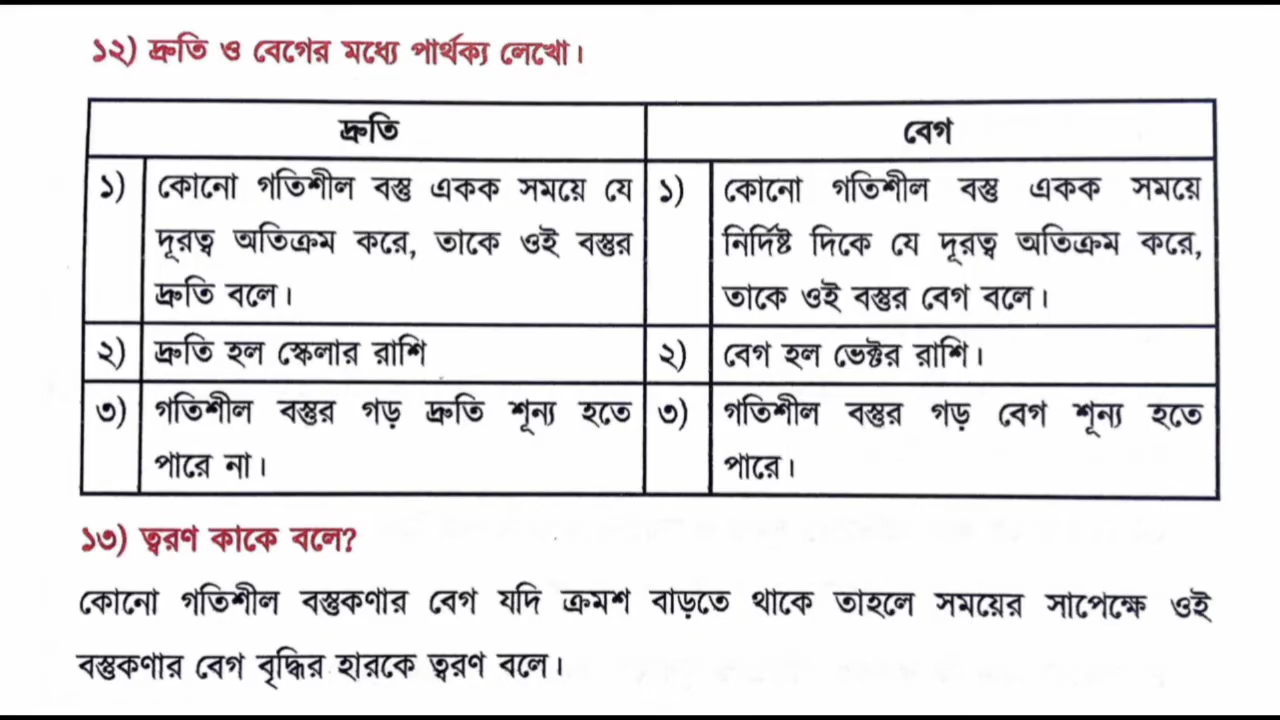 ১২) দ্রুতি ও বেগের মধ্যে পার্থক্য লেখো।
দ্রুতি
বেগ
১) কোনো গতিশীল বস্তু একক সময়ে যে
দূরত্ব অতিক্রম করে, তাকে ওই বস্তুর
দ্রুতি বলে।
১) কোনো গতিশীল বস্তু একক সময়ে
নির্দিষ্ট দিকে যে দূরত্ব অতিক্রম করে,
তাকে ওই বস্তুর বেগ বলে।
২) দ্রুতি হল স্কেলার রাশি
২) বেগ হল ভেক্টর রাশি।
৩) গতিশীল বস্তুর গড় দ্রুতি শূন্য হতে
পারে না।
৩) গতিশীল বস্তুর গড় বেগ শূন্য হতে
পারে।
১৩) ত্বরণ কাকে বলে?
কোনো গতিশীল বস্তুকণার বেগ যদি ক্রমশ বাড়তে থাকে তাহলে সময়ের সাপেক্ষে ওই
বস্তুকণার বেগ বৃদ্ধির হারকে ত্বরণ বলে।